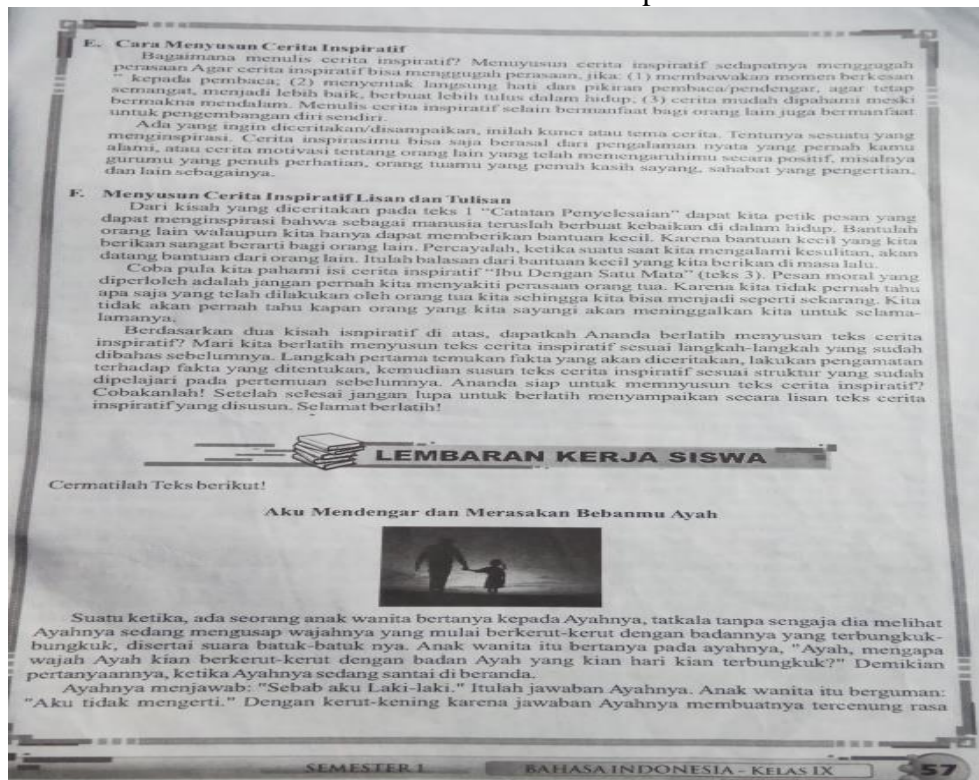 E. Cara Menyusun Cerita Inspiratif
Bagaimana menulis cerita inspiratif? Menuyusun cerita inspiratif sedapatnya menggugah
perasaan Agar cerita inspiratif bisa menggugah perasaan, jika: (1) membawakan momen berkesan
" kepada pembaca; (2) menyentak langsung hati dan pikiran pembaca/pendengar, agar tetap
semangat, menjadi lebih baik, berbuat lebih tulus dalam hidup; (3) cerita mudah dipahami meski
bermakna mendalam. Menulis cerita inspiratif selain bermanfaat bagi orang lain juga bermanfaat
untuk pengembangan diri sendiri.
Ada yang ingin diceritakan/disampaikan, inilah kunci atau tema cerita. Tentunya sesuatu yang
menginspirasi. Cerita inspirasimu bisa saja berasal dari pengalaman nyata yang pernah kamu
alami, atau cerita motivasi tentang orang lain yang telah memengaruhimu secara positif, misalnya
gurumu yang penuh perhatian, orang tuamu yang penuh kasih sayang, sahabat yang pengertian,
dan lain sebagainya.
F. Menyusun Cerita Inspiratif Lisan dan Tulisan
Dari kisah yang diceritakan pada teks 1 "Catatan Penyelesaian" dapat kita petik pesan yang
dapat menginspirasi bahwa sebagai manusia teruslah berbuat kebaikan di dalam hidup. Bantulah
orang lain walaupun kita hanya dapat memberikan bantuan kecil. Karena bantuan kecil yang kita
berikan sangat berarti bagi orang lain. Percayalah, ketika suatu saat kita mengalami kesulitan, akan
datang bantuan dari orang lain. Itulah balasan dari bantuan kecil yang kita berikan di masa lalu.
Coba pula kita pahami isi cerita inspiratif "Ibu Dengan Satu Mata" (teks 3). Pesan moral yang
diperloleh adalah jangan pernah kita menyakiti perasaan orang tua. Karena kita tidak pernah tahu
apa saja yang telah dilakukan oleh orang tua kita sehingga kita bisa menjadi seperti sekarang. Kita
tidak akan pernah tahu kapan orang yang kita sayangi akan meninggalkan kita untuk selama-
lamanya.
Berdasarkan dua kisah isnpiratif di atas, dapatkah Ananda berlatih menyusun teks cerita
inspiratif? Mari kita berlatih menyusun teks cerita inspiratif sesuai langkah-langkah yamg sudah
dibahas sebelumnya. Langkah pertama temukan fakta yang akan diceritakan, lakukan pengamatan
terhadap fakta yang ditentukan, kemudian susun teks cerita inspiratif sesuai struktur yang sudah
dipelajari pada pertemuan sebelumnya. Ananda siap untuk memnyusun teks cerita inspiratif?
Cobakanlah! Setelah selesai jangan lupa untuk berlatih menyampaikan secara lisan teks cerita
inspiratif yang disusun. Selamat berlatih!
LEMBARAN KERJA SISWA
Cermatilah Teks berikut!
Aku Mendengar dan Merasakan Bebanmu Ayah
Suatu ketika, ada seorang anak wanita bertanya kepada Ayahnya, tatkala tanpa sengaja dia melihat
Ayahnya sedang mengusap wajahnya yang mulai berkerut-kerut dengan badannya yang terbungkuk-
bungkuk, disertai suara batuk-batuk nya. Anak wanita itu bertanya pada ayahnya, "Ayah, mengapa
wajah Ayah kian berkerut-kerut dengan badan Ayah yang kian hari kian terbungkuk?" Demikian
pertanyaannya, ketika Ayahnya sedang santai di beranda.
Ayahnya menjawab: "Sebab aku Laki-laki." Itulah jawaban Ayahnya. Anak wanita itu berguman:
"Aku tidak mengerti." Dengan kerut-kening karena jawaban Ayahnya membuatnya tercenung rasa
SEMESTER 1 BAHASA INDONESIA - KELAS IX 57